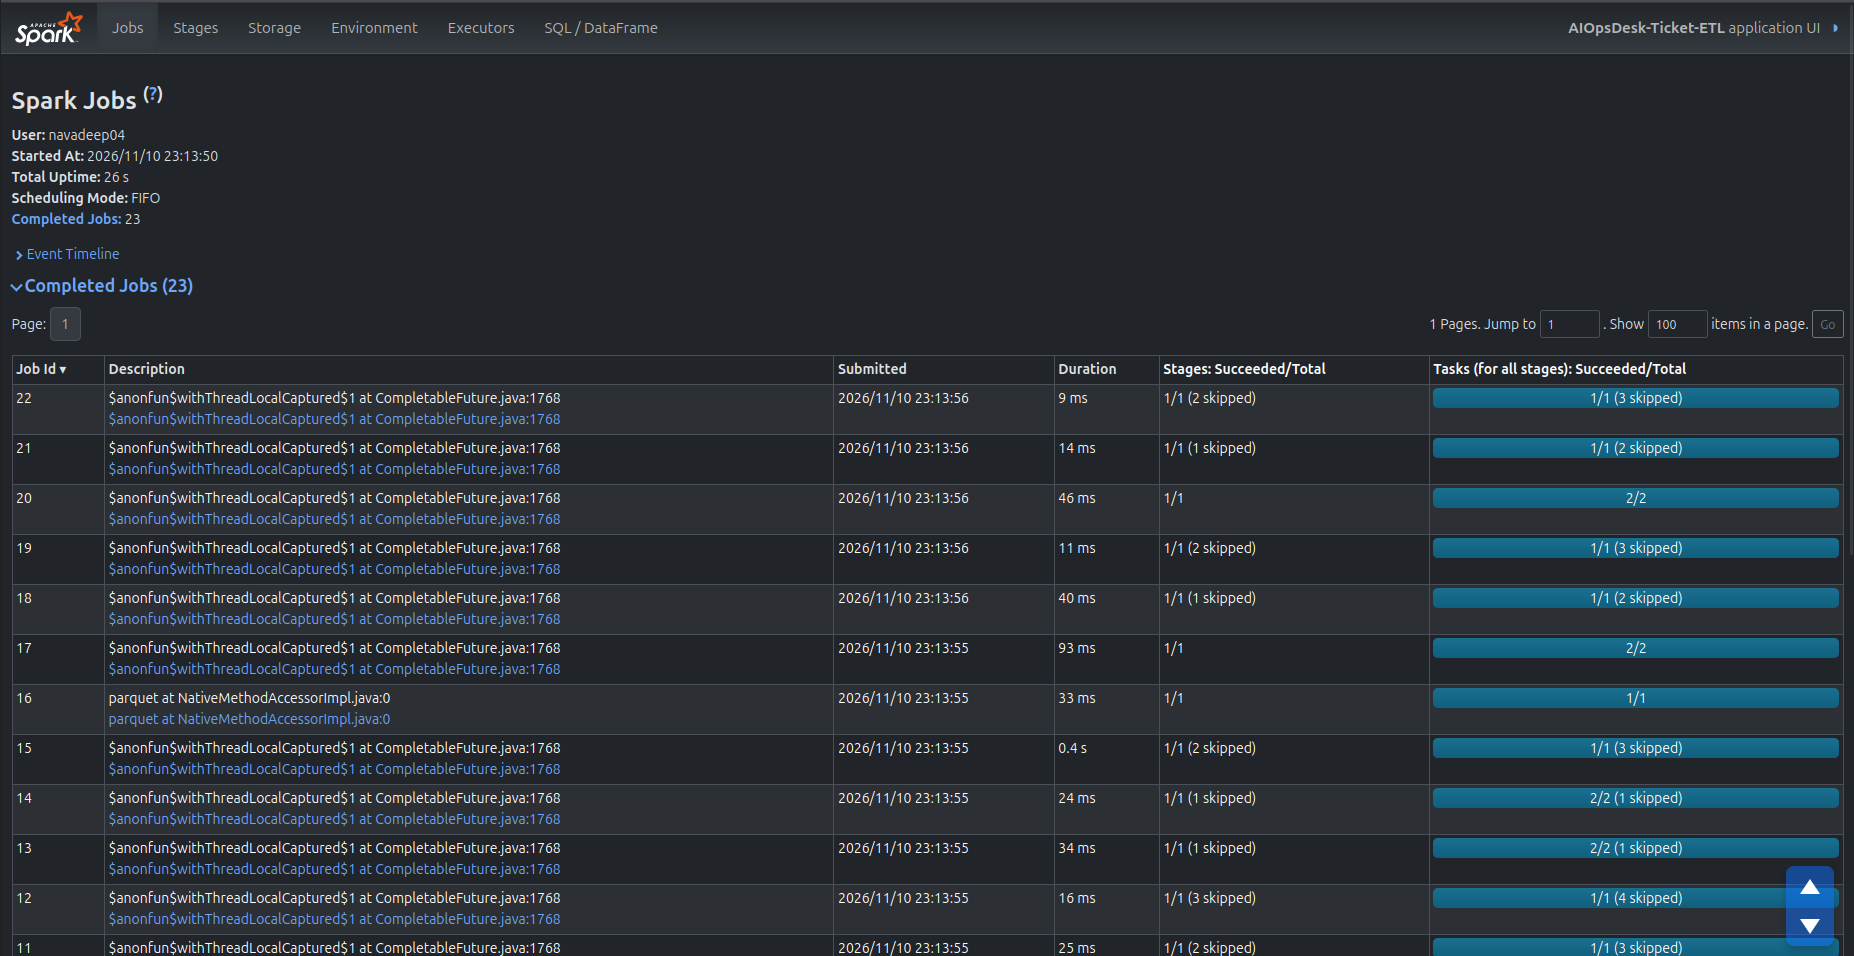 APACHE
Spark
Jobs Stages Storage Environment Executors SQL / DataFrame AIOpsDesk-Ticket-ETL application UI
Spark Jobs (?)
User: navadeep04
Started At: 2026/11/10 23:13:50
Total Uptime: 26 s
Scheduling Mode: FIFO
Completed Jobs: 23
Event Timeline
Completed Jobs (23)
Page: 1 1 Pages. Jump to 1 . Show 100 items in a page. Go
Job Id ▾ Description Submitted Duration Stages: Succeeded/Total Tasks (for all stages): Succeeded/Total
22 $anonfun$withThreadLocalCaptured$1 at CompletableFuture.java:1768 2026/11/10 23:13:56 9 ms 1/1 (2 skipped) 1/1 (3 skipped)
$anonfun$withThreadLocalCaptured$1 at CompletableFuture.java:1768
21 $anonfun$withThreadLocalCaptured$1 at CompletableFuture.java:1768 2026/11/10 23:13:56 14 ms 1/1 (1 skipped) 1/1 (2 skipped)
$anonfun$withThreadLocalCaptured$1 at CompletableFuture.java:1768
20 $anonfun$withThreadLocalCaptured$1 at CompletableFuture.java:1768 2026/11/10 23:13:56 46 ms 1/1 2/2
$anonfun$withThreadLocalCaptured$1 at CompletableFuture.java:1768
19 $anonfun$withThreadLocalCaptured$1 at CompletableFuture.java:1768 2026/11/10 23:13:56 11 ms 1/1 (2 skipped) 1/1 (3 skipped)
$anonfun$withThreadLocalCaptured$1 at CompletableFuture.java:1768
18 $anonfun$withThreadLocalCaptured$1 at CompletableFuture.java:1768 2026/11/10 23:13:56 40 ms 1/1 (1 skipped) 1/1 (2 skipped)
$anonfun$withThreadLocalCaptured$1 at CompletableFuture.java:1768
17 $anonfun$withThreadLocalCaptured$1 at CompletableFuture.java:1768 2026/11/10 23:13:55 93 ms 1/1 2/2
$anonfun$withThreadLocalCaptured$1 at CompletableFuture.java:1768
16 parquet at NativeMethodAccessorImpl.java:0 2026/11/10 23:13:55 33 ms 1/1 1/1
parquet at NativeMethodAccessorImpl.java:0
15 $anonfun$withThreadLocalCaptured$1 at CompletableFuture.java:1768 2026/11/10 23:13:55 0.4 s 1/1 (2 skipped) 1/1 (3 skipped)
$anonfun$withThreadLocalCaptured$1 at CompletableFuture.java:1768
14 $anonfun$withThreadLocalCaptured$1 at CompletableFuture.java:1768 2026/11/10 23:13:55 24 ms 1/1 (1 skipped) 2/2 (1 skipped)
$anonfun$withThreadLocalCaptured$1 at CompletableFuture.java:1768
13 $anonfun$withThreadLocalCaptured$1 at CompletableFuture.java:1768 2026/11/10 23:13:55 34 ms 1/1 (1 skipped) 2/2 (1 skipped)
$anonfun$withThreadLocalCaptured$1 at CompletableFuture.java:1768
12 $anonfun$withThreadLocalCaptured$1 at CompletableFuture.java:1768 2026/11/10 23:13:55 16 ms 1/1 (3 skipped) 1/1 (4 skipped)
$anonfun$withThreadLocalCaptured$1 at CompletableFuture.java:1768
11 $anonfun$withThreadLocalCaptured$1 at CompletableFuture.java:1768 2026/11/10 23:13:55 25 ms 1/1 (2 skipped) 1/1 (3 skipped)